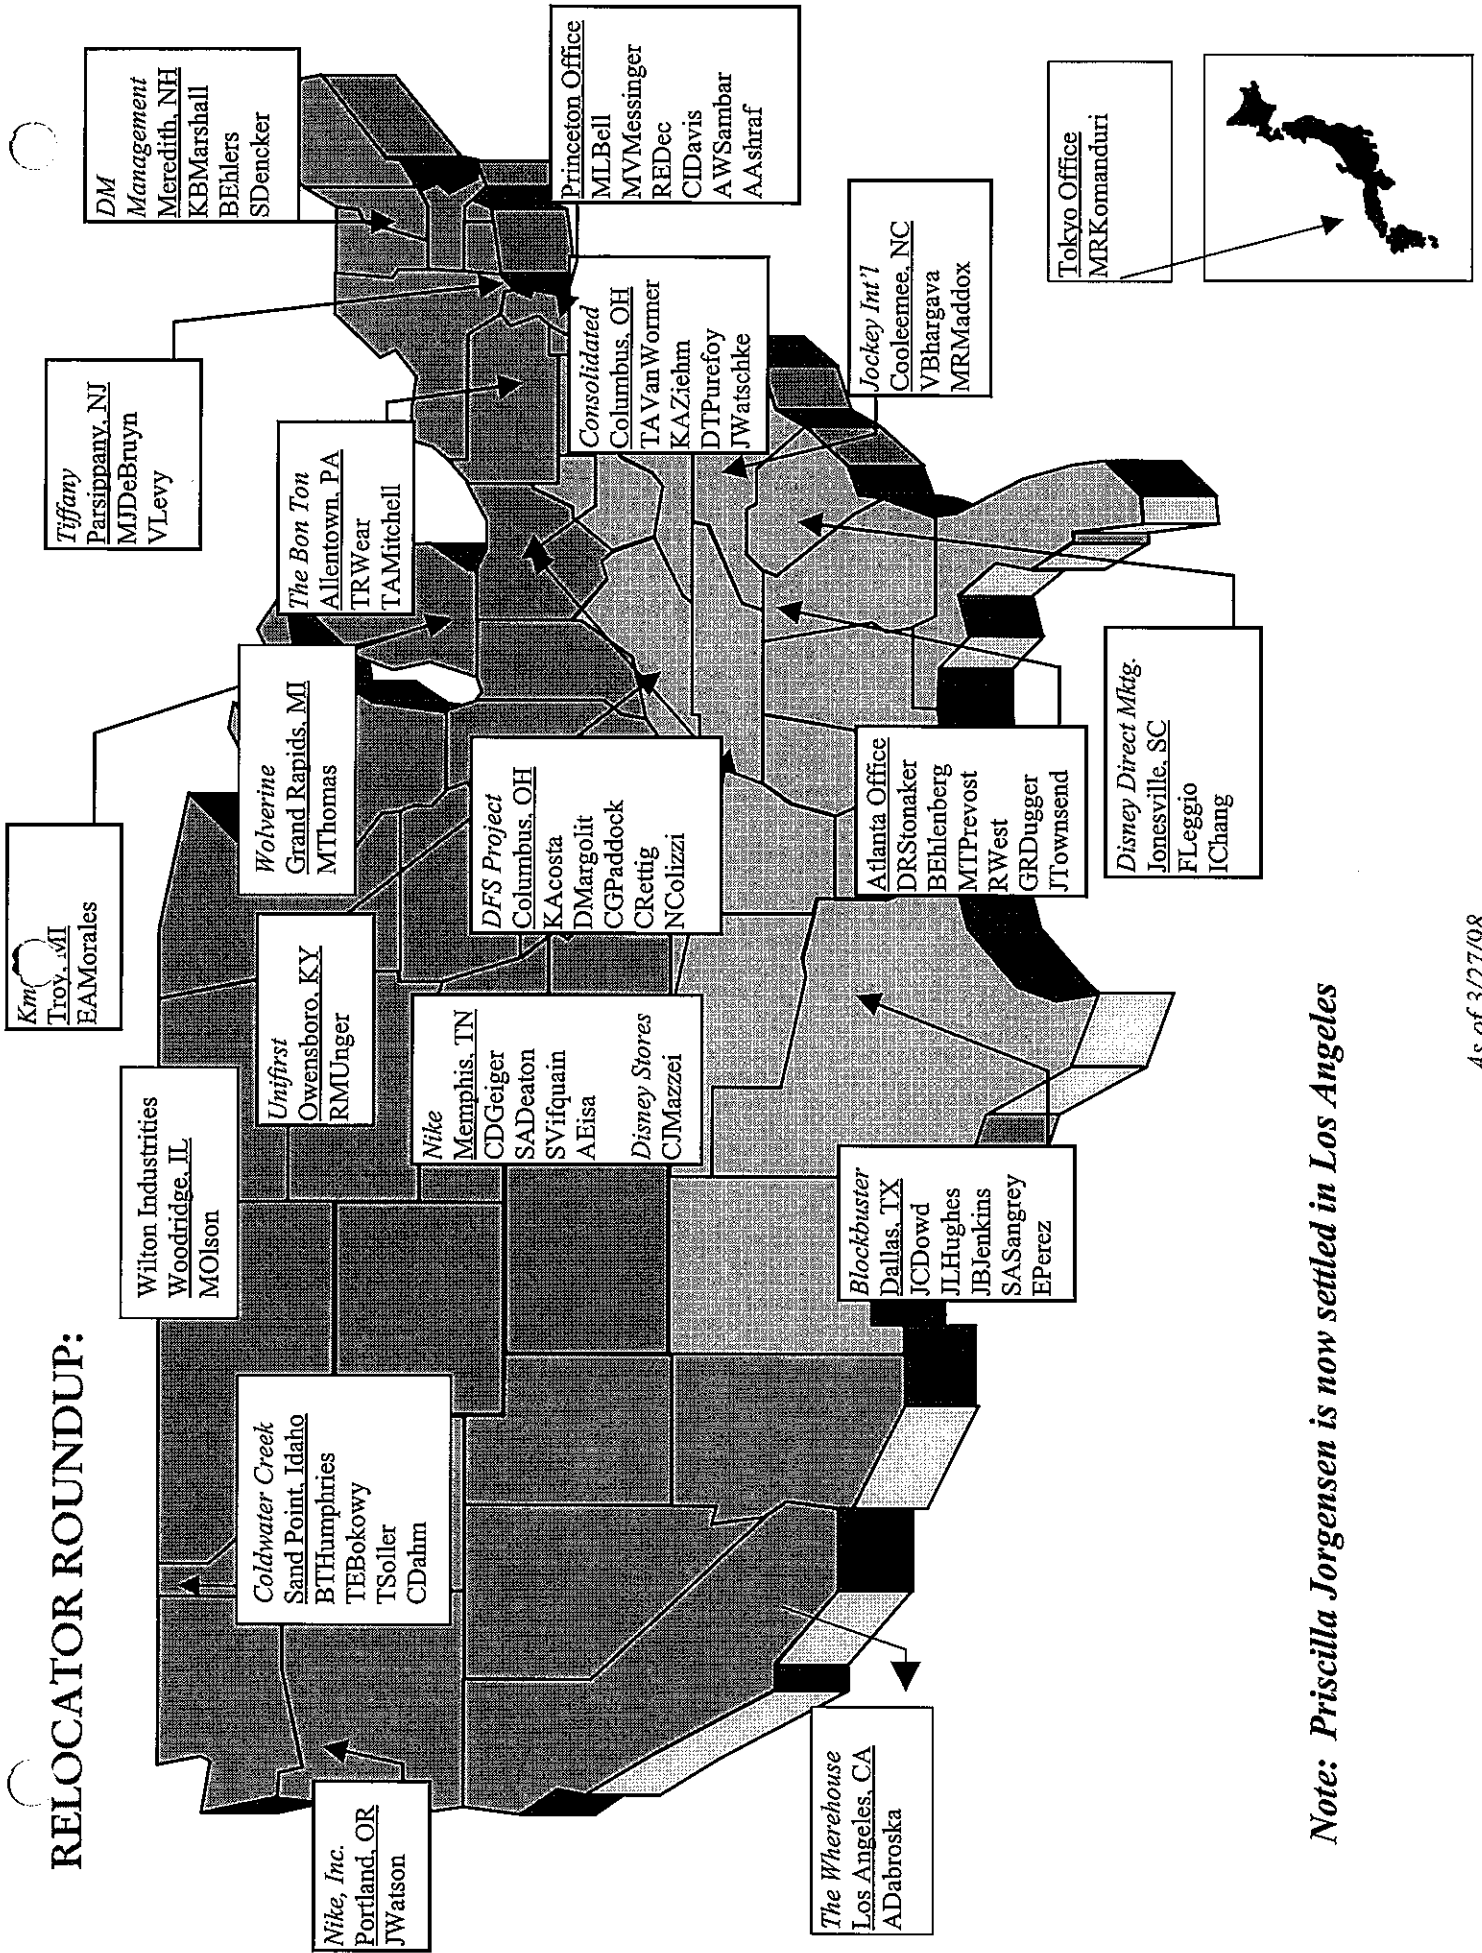 RELOCATOR ROUNDUP:
Nike, Inc.
Portland, OR
JWatson
Coldwater Creek
Sand Point, Idaho
BTHumphries
TEBokowy
TSoller
CDahm
Wilton Industrities
Woodridge, IL
MOlson
Km
Troy, MI
EAMorales
Unifirst
Owensboro, KY
RMUnger
Wolverine
Grand Rapids, MI
MThomas
Tiffany
Parsippany, NJ
MJDeBruyn
VLevy
The Bon Ton
Allentown, PA
TRWear
TAMitchell
DM
Management
Meredith, NH
KBMarshall
BEhlers
SDencker
Princeton Office
MLBell
MVMessinger
REDec
CIDavis
AWSambar
AAshraf
Nike
Memphis, TN
CDGeiger
SADeaton
SVifquain
AEisa
Disney Stores
CJMazzei
DFS Project
Columbus, OH
KAcosta
DMargolit
CGPaddock
CRettig
NColizzi
Consolidated
Columbus, OH
TAVanWormer
KAZiehm
DTPurefoy
JWatschke
The Wherehouse
Los Angeles, CA
ADabroska
Blockbuster
Dallas, TX
JCDowd
JLHughes
JBJenkins
SASangrey
EPerez
Atlanta Office
DRStonaker
BEhlenberg
MTPrevost
RWest
GRDugger
JTownsend
Jockey Int'l
Cooleemee, NC
VBhargava
MRMaddox
Disney Direct Mktg.
Jonesville, SC
FLeggio
IChang
Tokyo Office
MRKomanduri
Note: Priscilla Jorgensen is now settled in Los Angeles
As of 3/27/98